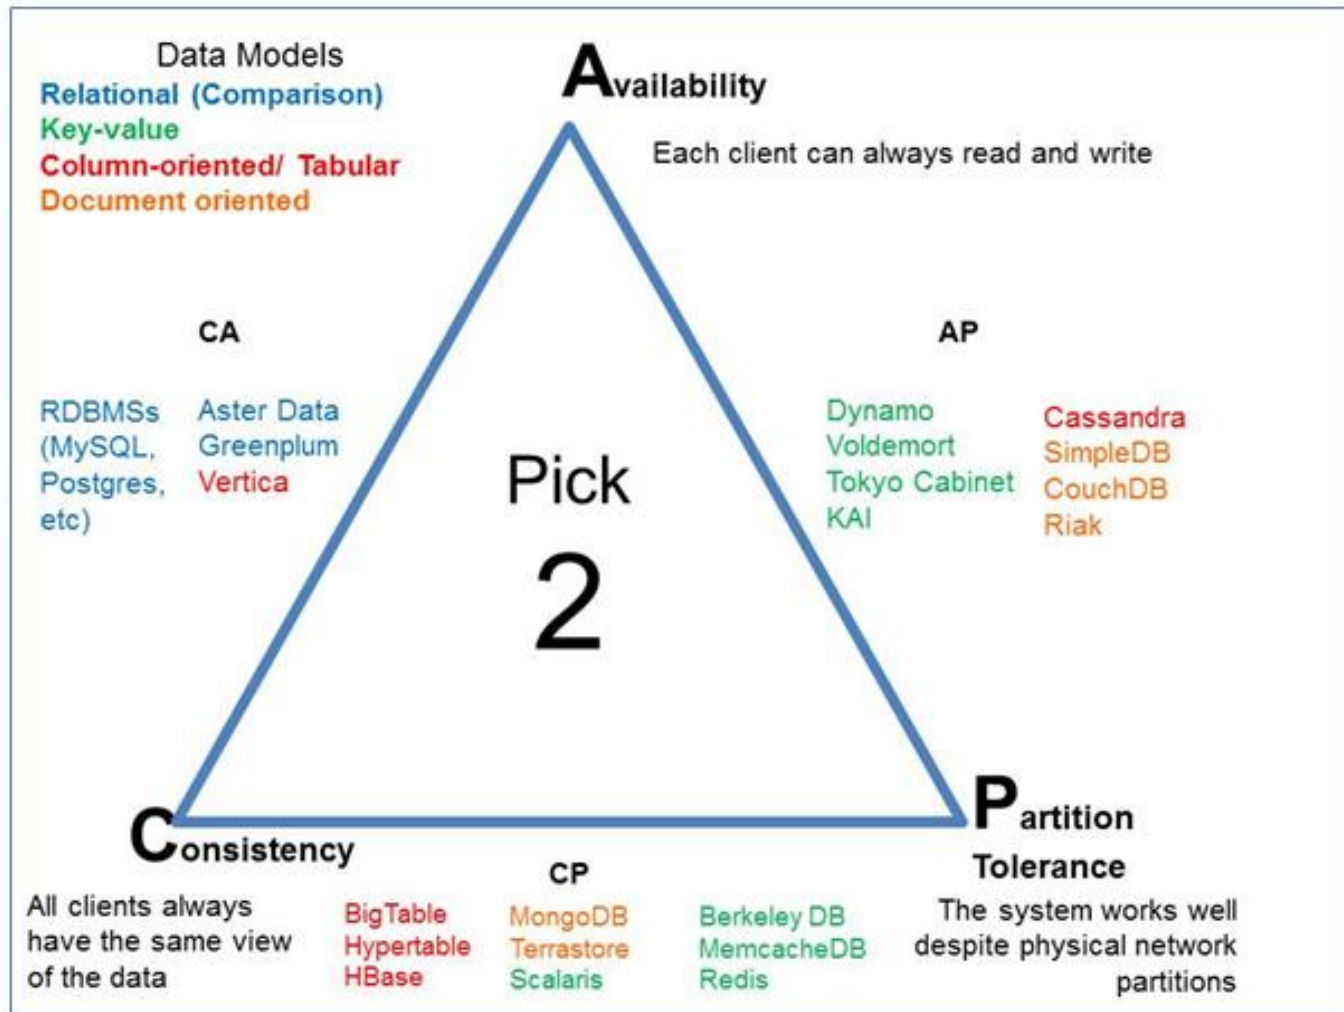 Data Models
Relational (Comparison)
Key-value
Column-oriented/ Tabular
Document oriented
Availability
Each client can always read and write
CA
RDBMSs
(MySQL,
Postgres,
etc)
Aster Data
Greenplum
Vertica
Pick
2
AP
Dynamo
Voldemort
Tokyo Cabinet
KAI
Cassandra
SimpleDB
CouchDB
Riak
Consistency
All clients always
have the same view
of the data
CP
BigTable
Hypertable
HBase
MongoDB
Terrastore
Scalaris
Berkeley DB
MemcacheDB
Redis
Partition
Tolerance
The system works well
despite physical network
partitions